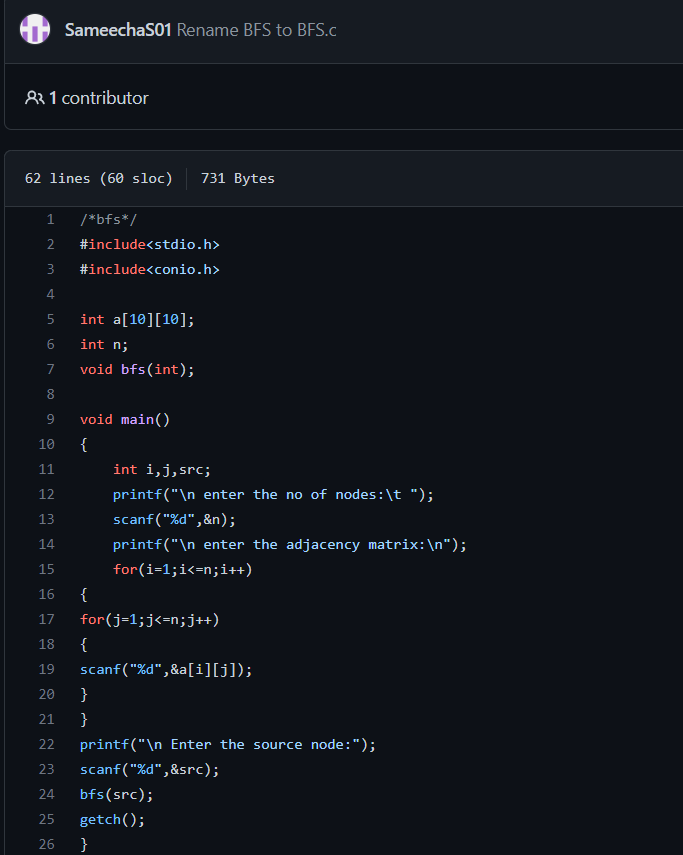 SameechaS01 Rename BFS to BFS.c
1 contributor
62 lines (60 sloc) 731 Bytes
1 /*bfs*/
2 #include<stdio.h>
3 #include<conio.h>
4
5 int a[10][10];
6 int n;
7 void bfs(int);
8
9 void main()
10 {
11     int i,j,src;
12     printf("\n enter the no of nodes:\t ");
13     scanf("%d",&n);
14     printf("\n enter the adjacency matrix:\n");
15     for(i=1;i<=n;i++)
16 {
17 for(j=1;j<=n;j++)
18 {
19 scanf("%d",&a[i][j]);
20 }
21 }
22 printf("\n Enter the source node:");
23 scanf("%d",&src);
24 bfs(src);
25 getch();
26 }